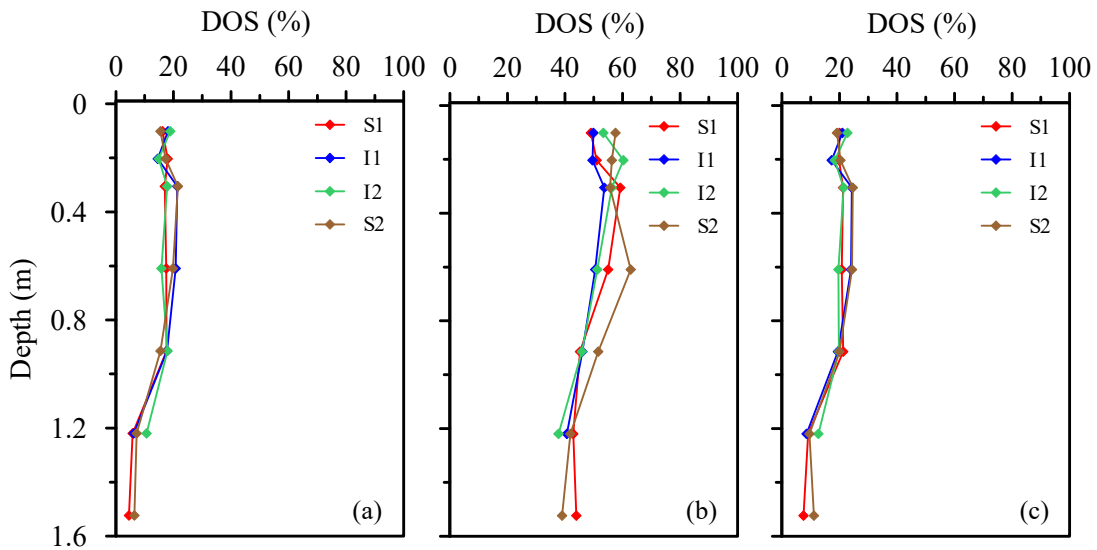 DOS (%) DOS (%) DOS (%)
0 20 40 60 80 100 0 20 40 60 80 100 0 20 40 60 80 100
0
0.4
0.8
1.2
1.6
Depth (m)
S1
I1
I2
S2
(a)
S1
I1
I2
S2
(b)
S1
I1
I2
S2
(c)